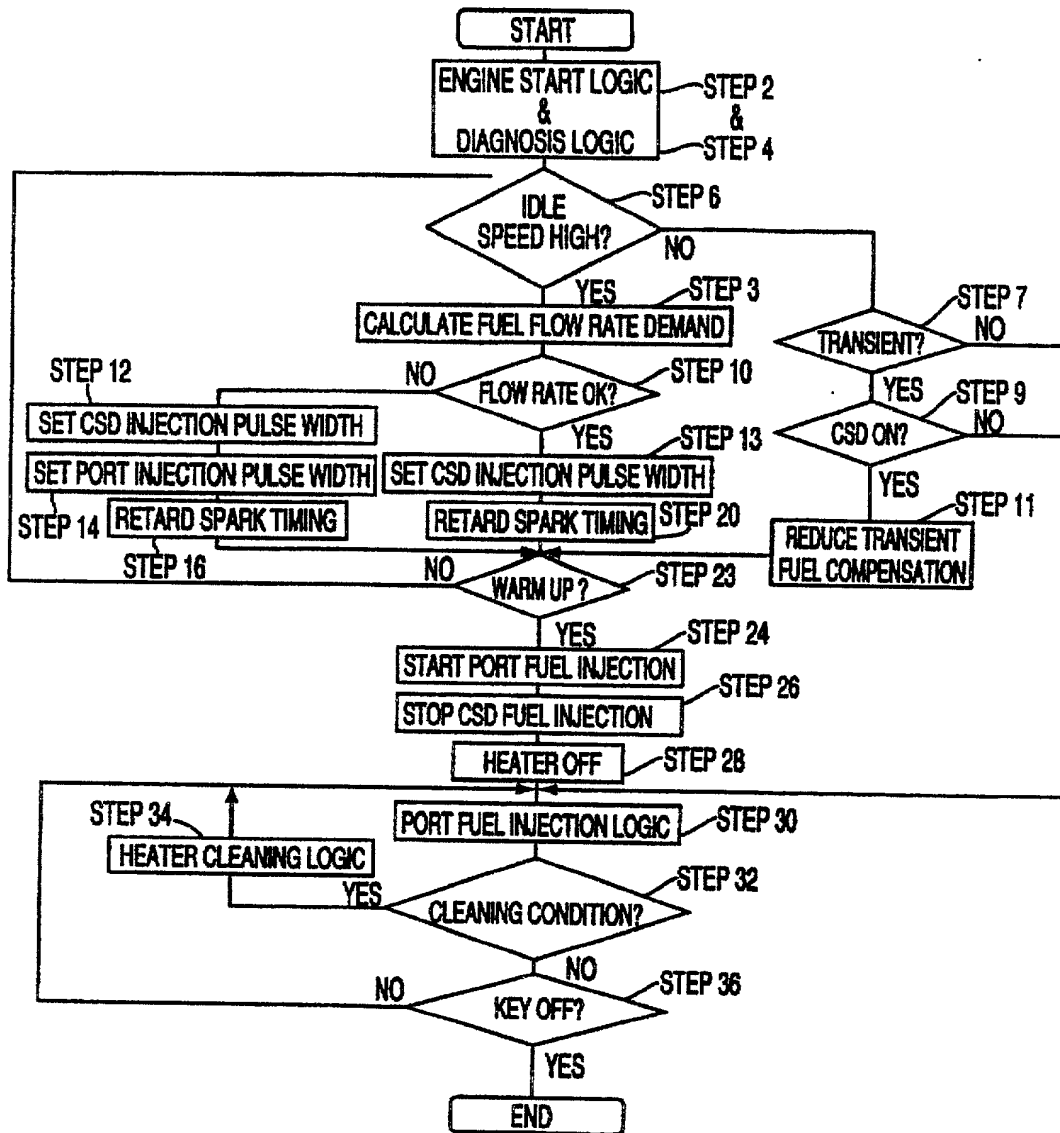 START
ENGINE START LOGIC
&
DIAGNOSIS LOGIC
STEP 2
&
STEP 4
IDLE
SPEED HIGH?
STEP 6
NO
YES
STEP 3
CALCULATE FUEL FLOW RATE DEMAND
STEP 7
TRANSIENT?
NO
YES
STEP 12
NO
FLOW RATE OK?
STEP 10
STEP 9
CSD ON?
NO
SET CSD INJECTION PULSE WIDTH
YES
STEP 13
YES
SET PORT INJECTION PULSE WIDTH
SET CSD INJECTION PULSE WIDTH
STEP 11
STEP 14
RETARD SPARK TIMING
RETARD SPARK TIMING
STEP 20
REDUCE TRANSIENT
FUEL COMPENSATION
STEP 16
NO
WARM UP ?
STEP 23
YES
STEP 24
START PORT FUEL INJECTION
STEP 26
STOP CSD FUEL INJECTION
HEATER OFF
STEP 28
STEP 34
PORT FUEL INJECTION LOGIC
STEP 30
HEATER CLEANING LOGIC
YES
CLEANING CONDITION?
STEP 32
NO
NO
KEY OFF?
STEP 36
YES
END